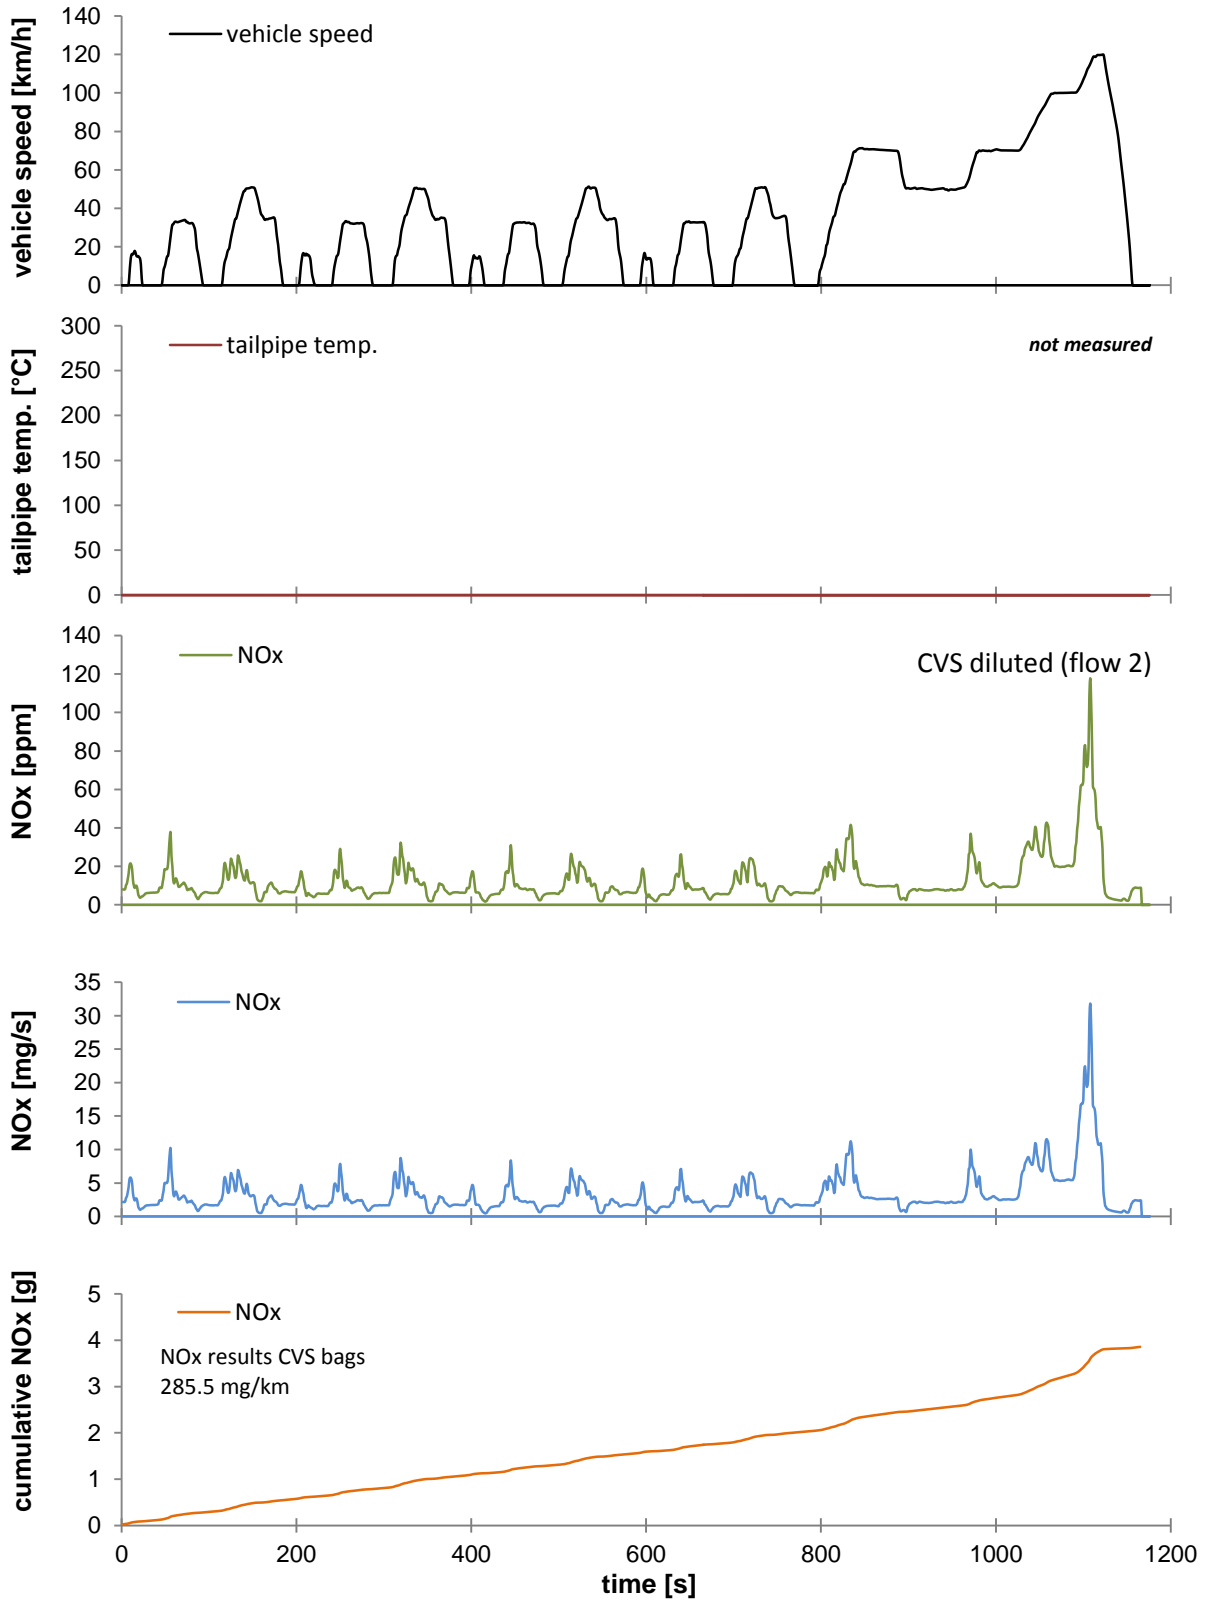 vehicle speed [km/h]
140
120
100
80
60
40
20
0
vehicle speed
tailpipe temp. [°C]
300
250
200
150
100
50
0
tailpipe temp.
not measured
NOx [ppm]
140
120
100
80
60
40
20
0
NOx
CVS diluted (flow 2)
NOx [mg/s]
35
30
25
20
15
10
5
0
NOx
cumulative NOx [g]
5
4
3
2
1
0
NOx
NOx results CVS bags
285.5 mg/km
0 200 400 600 800 1000 1200
time [s]